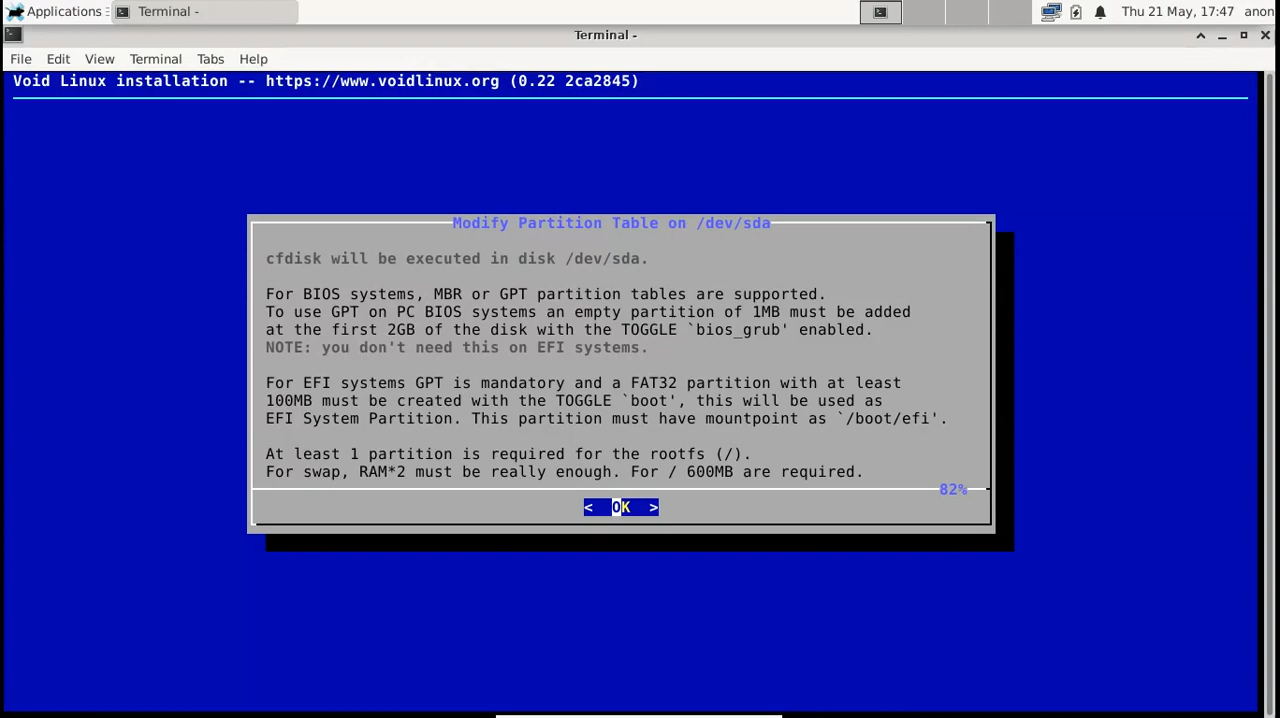 Applications
Terminal -
Thu 21 May, 17:47
anon
Terminal -
File Edit View Terminal Tabs Help
Void Linux installation -- https://www.voidlinux.org (0.22 2ca2845)
Modify Partition Table on /dev/sda
cfdisk will be executed in disk /dev/sda.
For BIOS systems, MBR or GPT partition tables are supported.
To use GPT on PC BIOS systems an empty partition of 1MB must be added
at the first 2GB of the disk with the TOGGLE `bios_grub' enabled.
NOTE: you don't need this on EFI systems.
For EFI systems GPT is mandatory and a FAT32 partition with at least
100MB must be created with the TOGGLE `boot', this will be used as
EFI System Partition. This partition must have mountpoint as `/boot/efi'.
At least 1 partition is required for the rootfs (/).
For swap, RAM*2 must be really enough. For / 600MB are required.
82%
< OK >